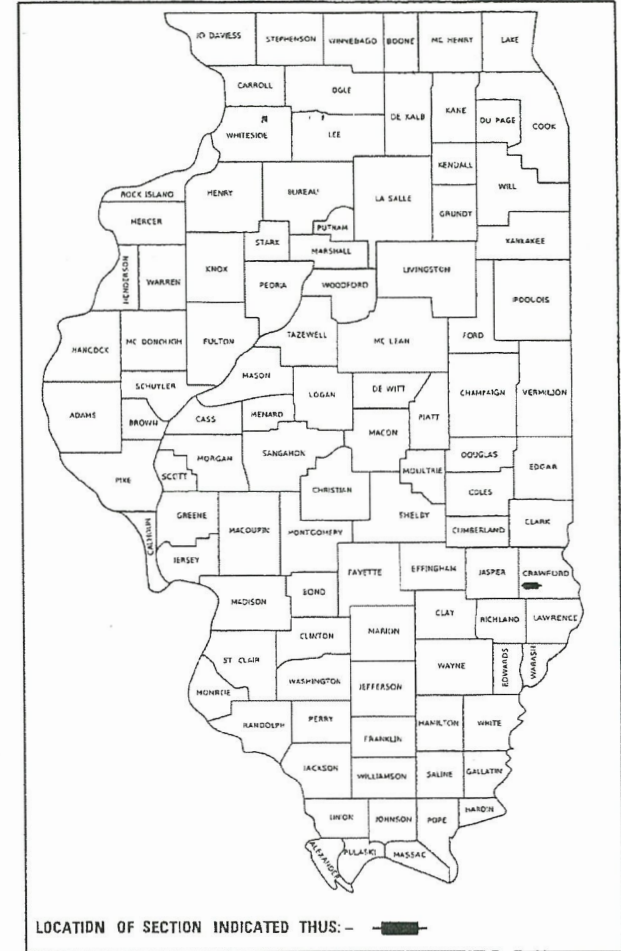 JO DAVIESS STEPHENSON WINNEBAGO BOONE MC HENRY LAKE
CARROLL OGLE
WHITESIDE LEE DE KALB KANE DU PAGE COOK
KENDALL WILL
ROCK ISLAND HENRY BUREAU LA SALLE GRUNDY
MERCER STARK PUTNAM MARSHALL KANKAKEE
HENDERSON WARREN KNOX PEORIA WOODFORD LIVINGSTON IROQUOIS
HANCOCK MC DONOUGH FULTON TAZEWELL MC LEAN FORD
SCHUYLER MASON LOGAN DE WITT CHAMPAIGN VERMILION
ADAMS BROWN CASS MENARD MACON PIATT
PIKE SCOTT MORGAN SANGAMON CHRISTIAN MOULTRIE DOUGLAS EDGAR
COLES
CALHOUN GREENE MACOUPIN MONTGOMERY SHELBY CUMBERLAND CLARK
JERSEY FAYETTE EFFINGHAM JASPER CRAWFORD
MADISON BOND CLAY RICHLAND LAWRENCE
CLINTON MARION
ST CLAIR WASHINGTON JEFFERSON WAYNE EDWARDS WABASH
MONROE RANDOLPH PERRY HAMILTON WHITE
FRANKLIN
JACKSON WILLIAMSON SALINE GALLATIN
UNION JOHNSON POPE HARDIN
ALEXANDER PULASKI MASSAC
LOCATION OF SECTION INDICATED THUS: –